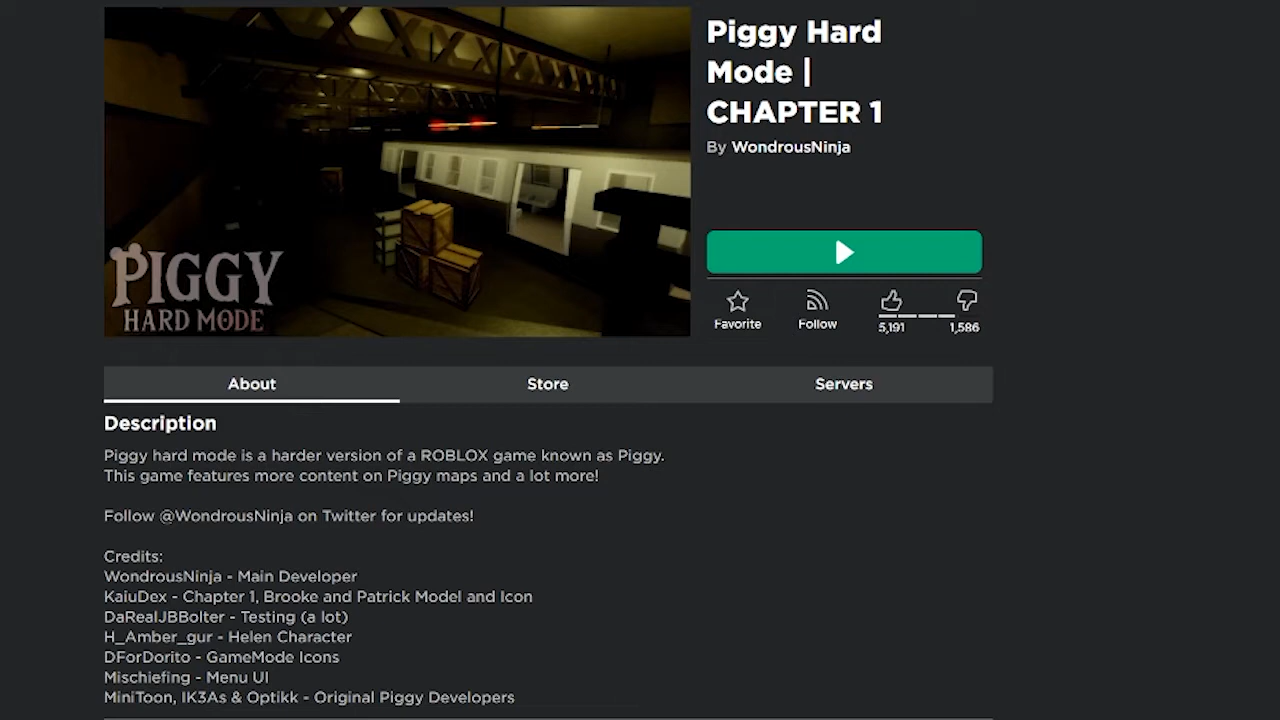 Piggy Hard
Mode |
CHAPTER 1
By WondrousNinja
PIGGY
HARD MODE
Favorite
Follow
5,191
1,586
About
Store
Servers
Description
Piggy hard mode is a harder version of a ROBLOX game known as Piggy.
This game features more content on Piggy maps and a lot more!
Follow @WondrousNinja on Twitter for updates!
Credits:
WondrousNinja - Main Developer
KaiuDex - Chapter 1, Brooke and Patrick Model and Icon
DaRealJBBolter - Testing (a lot)
H_Amber_gur - Helen Character
DForDorito - GameMode Icons
Mischiefing - Menu UI
MiniToon, IK3As & Optikk - Original Piggy Developers